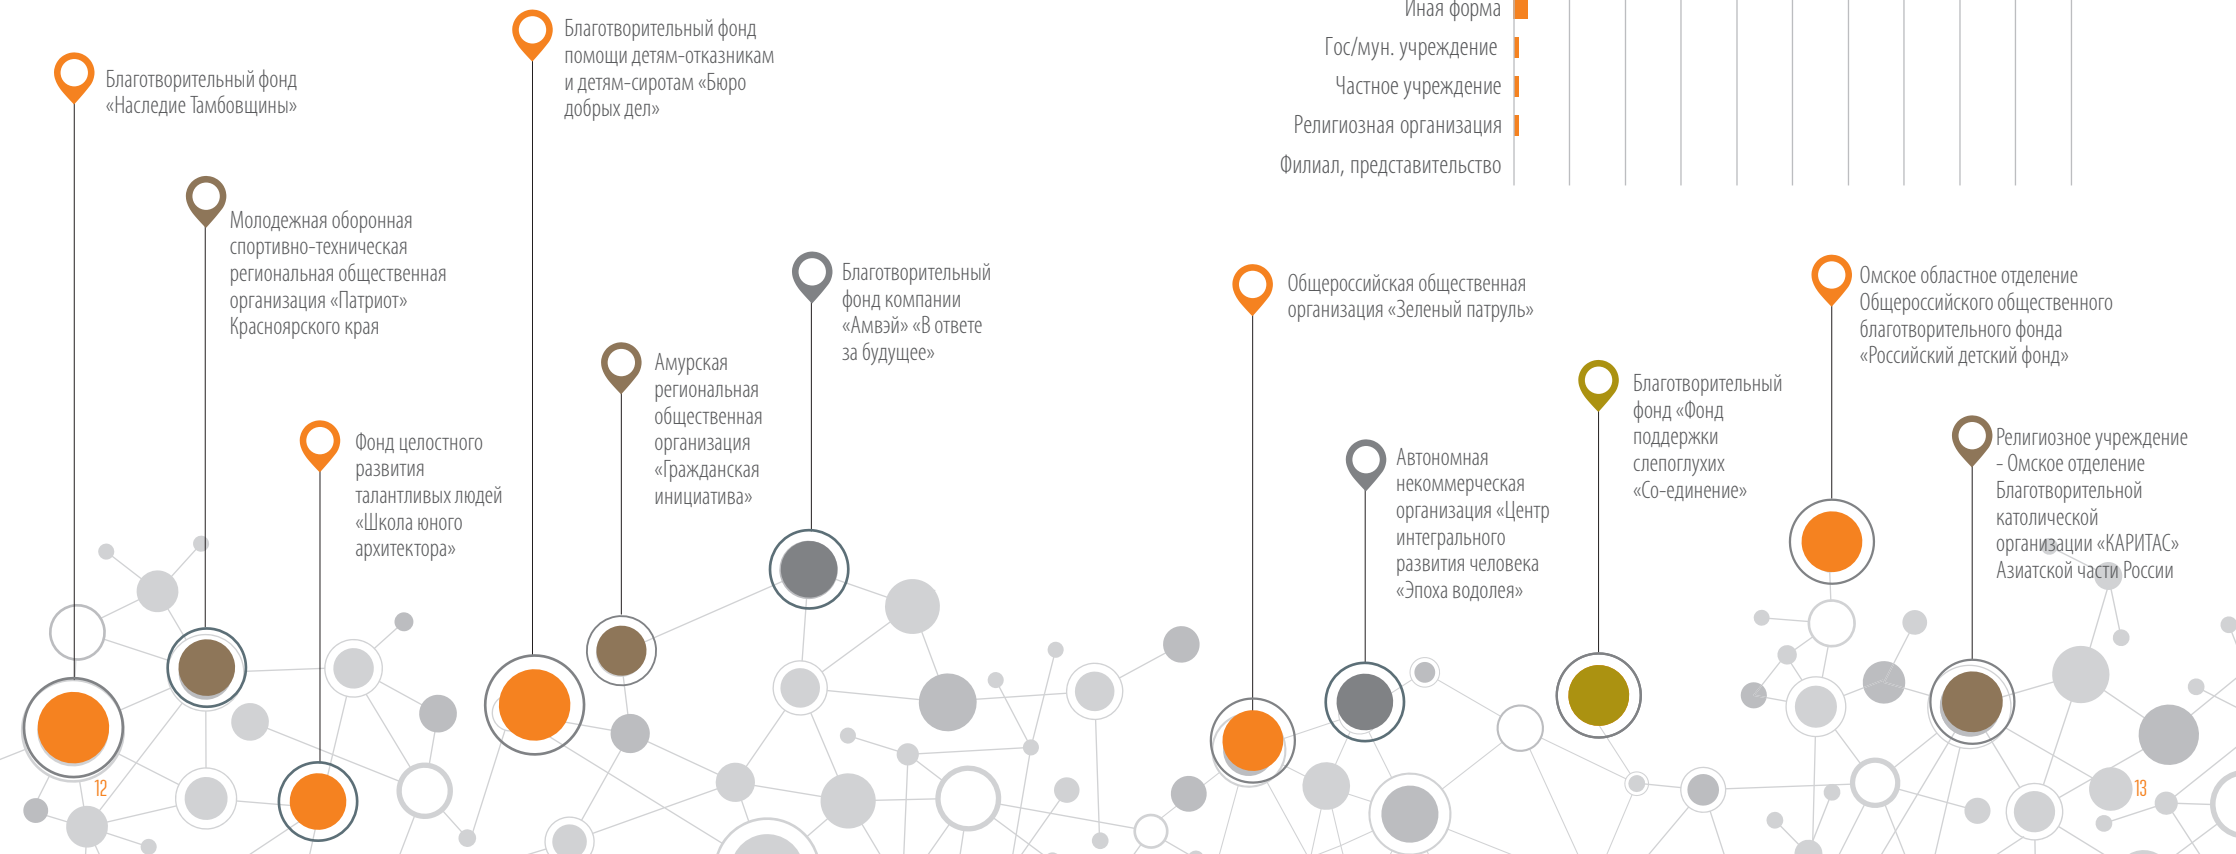 Благотворительный фонд
«Наследие Тамбовщины»
Молодежная оборонная
спортивно-техническая
региональная общественная
организация «Патриот»
Красноярского края
Фонд целостного
развития
талантливых людей
«Школа юного
архитектора»
Благотворительный фонд
помощи детям-отказникам
и детям-сиротам «Бюро
добрых дел»
Амурская
региональная
общественная
организация
«Гражданская
инициатива»
Благотворительный
фонд компании
«Амвэй» «В ответе
за будущее»
12
Иная форма
Гос/мун. учреждение
Частное учреждение
Религиозная организация
Филиал, представительство
Общероссийская общественная
организация «Зеленый патруль»
Автономная
некоммерческая
организация «Центр
интегрального
развития человека
«Эпоха водолея»
Благотворительный
фонд «Фонд
поддержки
слепоглухих
«Со-единение»
Омское областное отделение
Общероссийского общественного
благотворительного фонда
«Российский детский фонд»
Религиозное учреждение
- Омское отделение
Благотворительной
католической
организации «КАРИТАС»
Азиатской части России
13